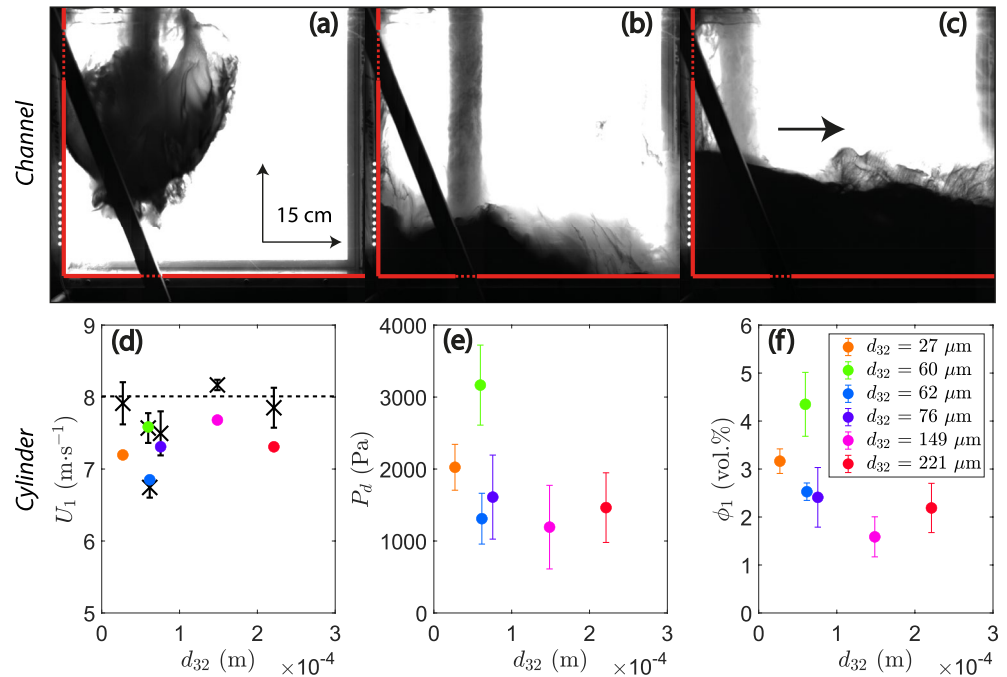 (a)
(b)
(c)
Channel
15 cm
(d)
(e)
(f)
Cylinder
9
8
7
6
5
U₁ (m·s⁻¹)
0 1 2 3
d₃₂ (m)
×10⁻⁴
4000
3000
2000
1000
0
P_d (Pa)
0 1 2 3
d₃₂ (m)
×10⁻⁴
6
5
4
3
2
1
0
ϕ₁ (vol.%)
0 1 2 3
d₃₂ (m)
×10⁻⁴
d₃₂ = 27 μm
d₃₂ = 60 μm
d₃₂ = 62 μm
d₃₂ = 76 μm
d₃₂ = 149 μm
d₃₂ = 221 μm